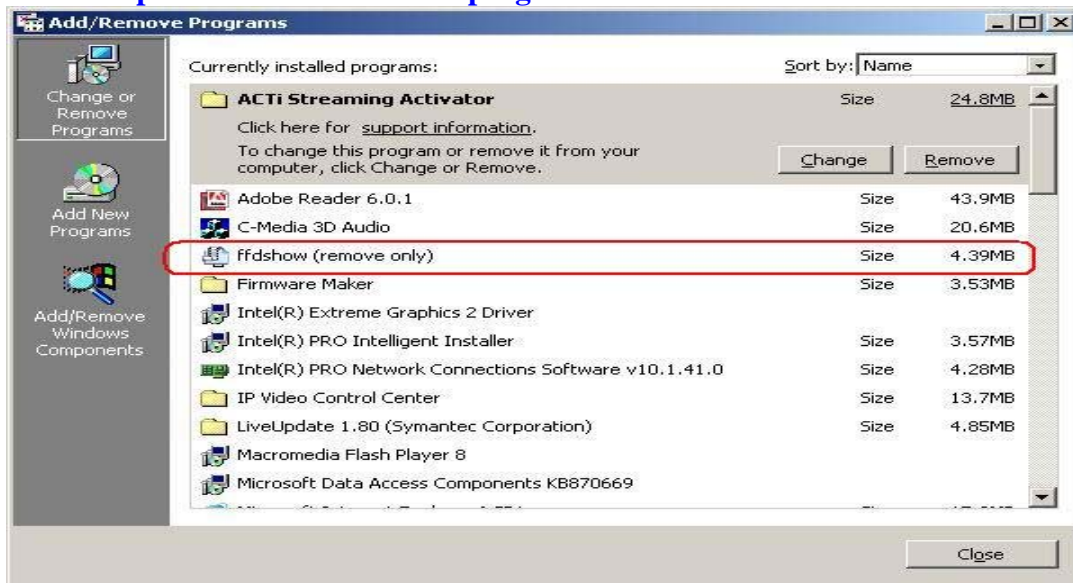 Add/Remove Programs
Currently installed programs:
Sort by: Name
Change or
Remove
Programs
Add New
Programs
Add/Remove
Windows
Components
ACTi Streaming Activator Size 24.8MB
Click here for support information.
To change this program or remove it from your
computer, click Change or Remove.
Change Remove
Adobe Reader 6.0.1 Size 43.9MB
C-Media 3D Audio Size 20.6MB
ffdshow (remove only) Size 4.39MB
Firmware Maker Size 3.53MB
Intel(R) Extreme Graphics 2 Driver
Intel(R) PRO Intelligent Installer Size 3.57MB
Intel(R) PRO Network Connections Software v10.1.41.0 Size 4.28MB
IP Video Control Center Size 13.7MB
LiveUpdate 1.80 (Symantec Corporation) Size 4.85MB
Macromedia Flash Player 8
Microsoft Data Access Components KB870669
Close